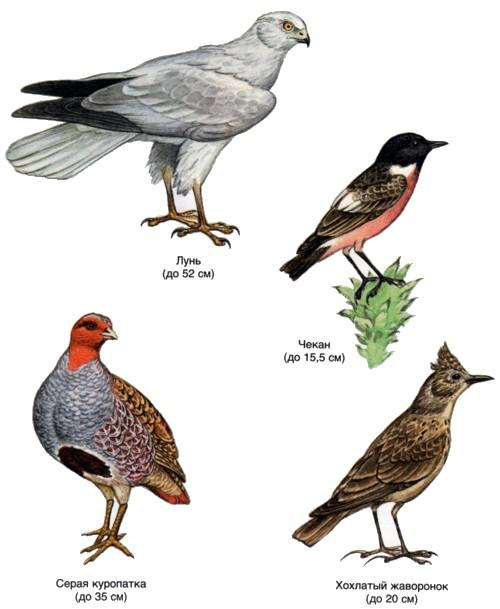 Лунь
(до 52 см)
Чекан
(до 15,5 см)
Серая куропатка
(до 35 см)
Хохлатый жаворонок
(до 20 см)